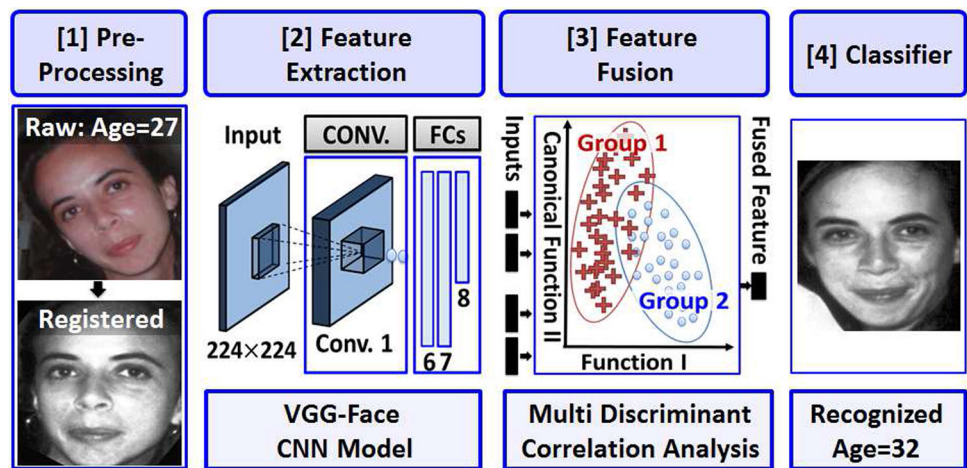 [1] Pre-
Processing
[2] Feature
Extraction
[3] Feature
Fusion
[4] Classifier
Raw: Age=27
Registered
Input
CONV.
FCs
224×224
Conv. 1
6
7
8
Inputs
Canonical Function II
Group 1
Group 2
Function I
Fused Feature
VGG-Face
CNN Model
Multi Discriminant
Correlation Analysis
Recognized
Age=32